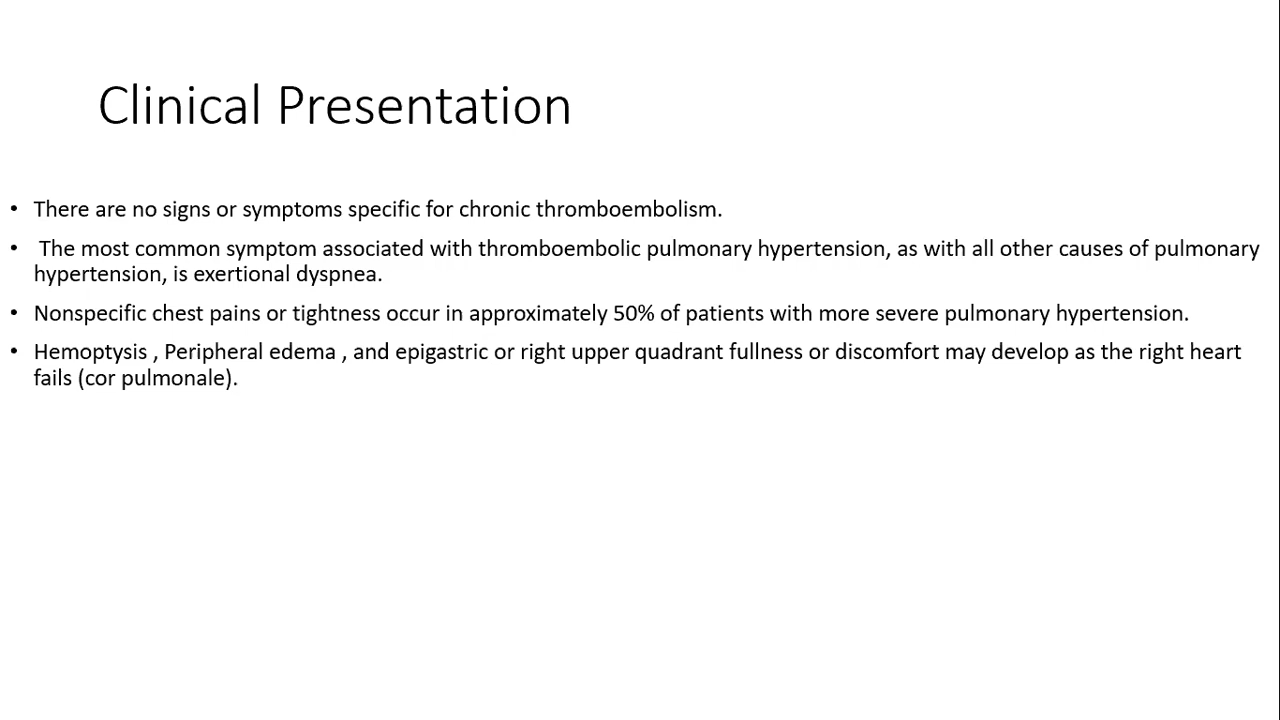 Clinical Presentation
• There are no signs or symptoms specific for chronic thromboembolism.
• The most common symptom associated with thromboembolic pulmonary hypertension, as with all other causes of pulmonary
hypertension, is exertional dyspnea.
• Nonspecific chest pains or tightness occur in approximately 50% of patients with more severe pulmonary hypertension.
• Hemoptysis , Peripheral edema , and epigastric or right upper quadrant fullness or discomfort may develop as the right heart
fails (cor pulmonale).